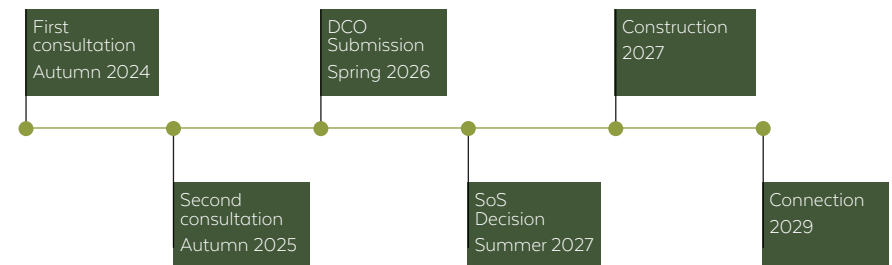 First
consultation
Autumn 2024
DCO
Submission
Spring 2026
Construction
2027
Second
consultation
Autumn 2025
SoS
Decision
Summer 2027
Connection
2029